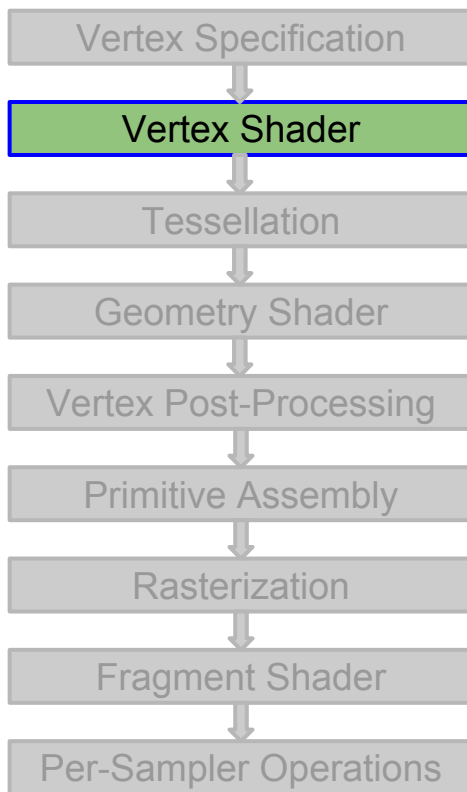 Vertex Specification
Vertex Shader
Tessellation
Geometry Shader
Vertex Post-Processing
Primitive Assembly
Rasterization
Fragment Shader
Per-Sampler Operations